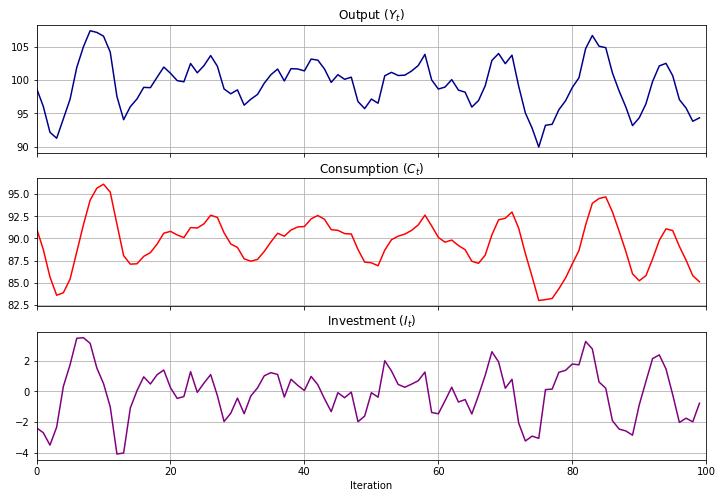 Output (Y_t)
105
100
95
90
Consumption (C_t)
95.0
92.5
90.0
87.5
85.0
82.5
Investment (I_t)
2
0
−2
−4
0 20 40 60 80 100
Iteration